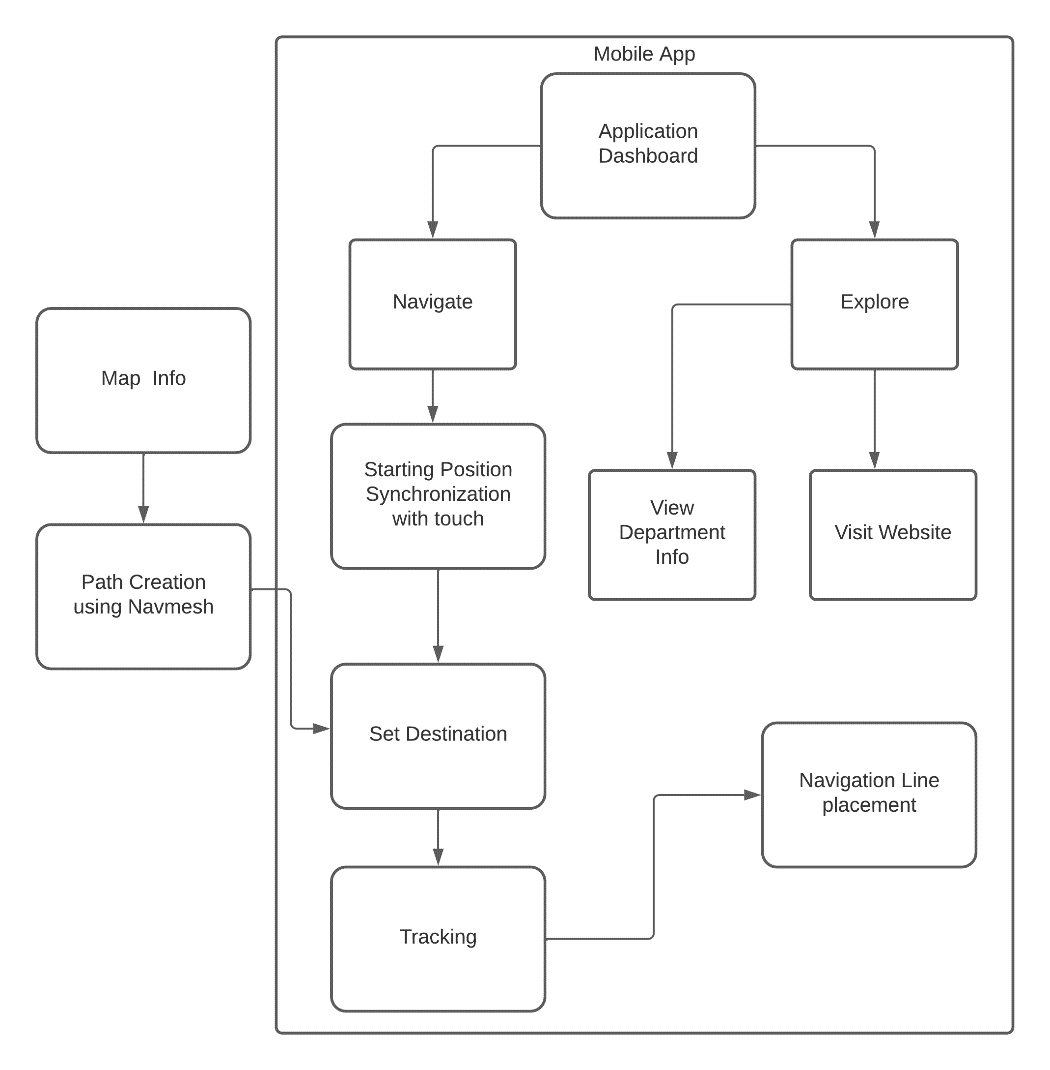 Mobile App
Application
Dashboard
Navigate
Explore
Map  Info
Starting Position
Synchronization
with touch
View
Department
Info
Visit Website
Path Creation
using Navmesh
Set Destination
Navigation Line
placement
Tracking